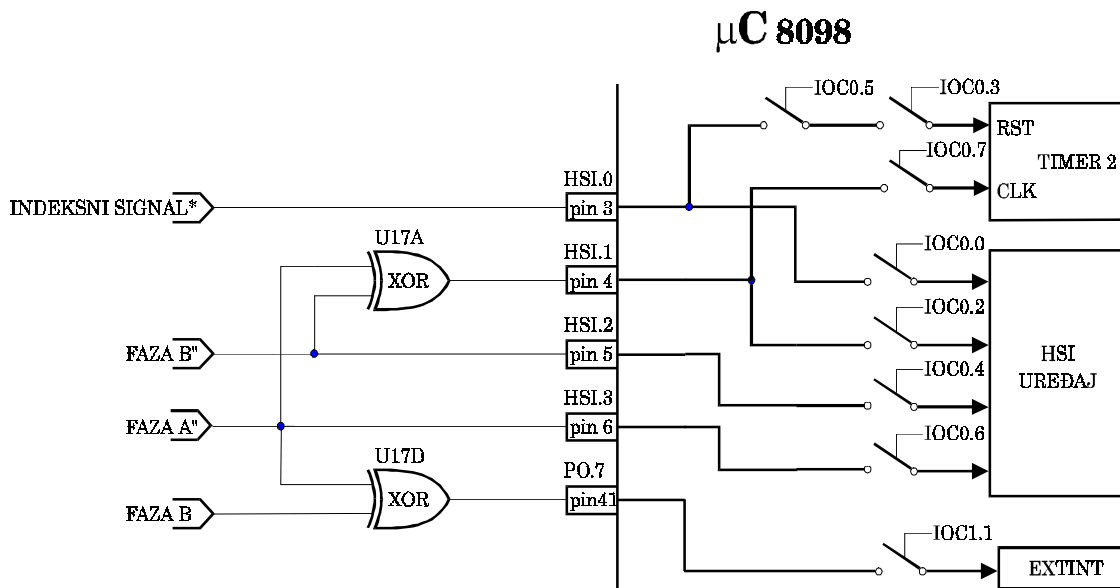 µC 8098
IOC0.5
IOC0.3
RST
TIMER 2
IOC0.7
CLK
HSI.0
INDEKSNI SIGNAL*
pin 3
U17A
XOR
HSI.1
pin 4
IOC0.0
IOC0.2
HSI.2
FAZA B"
pin 5
HSI
UREĐAJ
IOC0.4
HSI.3
FAZA A"
pin 6
IOC0.6
U17D
XOR
PO.7
pin41
FAZA B
IOC1.1
EXTINT